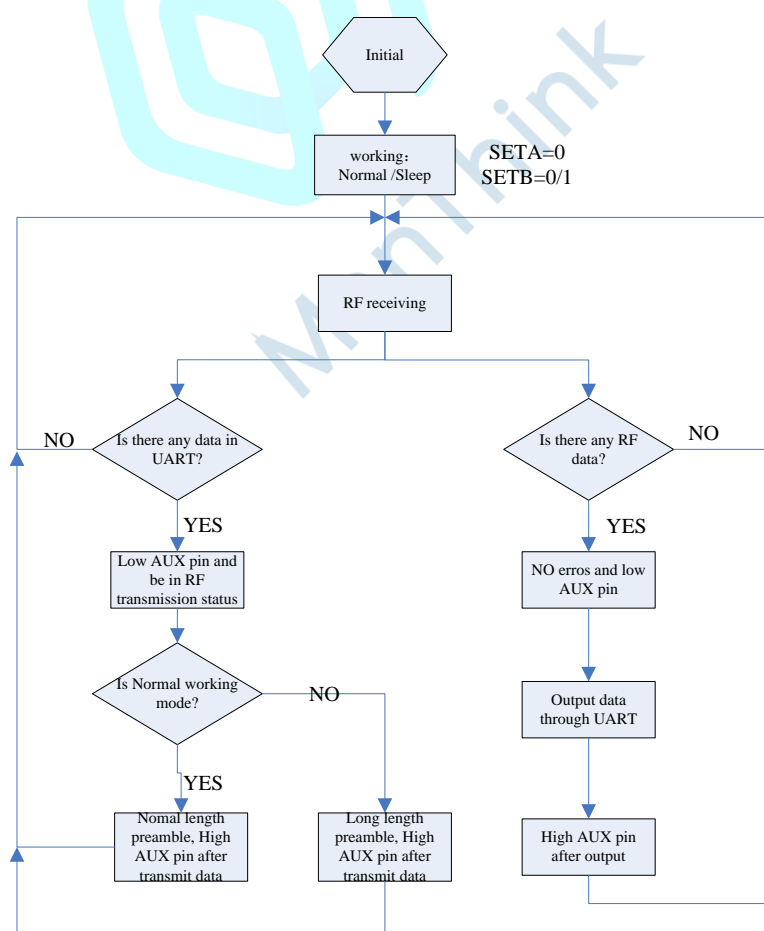 Initial
working：
Normal /Sleep
SETA=0
SETB=0/1
RF receiving
Is there any data in
UART?
NO
YES
Low AUX pin and
be in RF
transmission status
Is Normal working
mode?
NO
YES
Nomal length
preamble, High
AUX pin after
transmit data
Long length
preamble, High
AUX pin after
transmit data
Is there any RF
data?
NO
YES
NO erros and low
AUX pin
Output data
through UART
High AUX pin
after output
MenThink